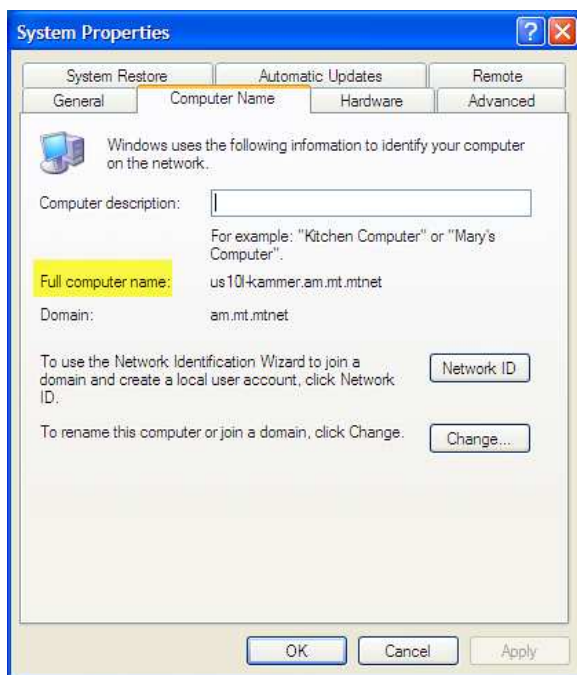 System Properties
System Restore Automatic Updates Remote
General Computer Name Hardware Advanced
Windows uses the following information to identify your computer
on the network.
Computer description:
For example: "Kitchen Computer" or "Mary's
Computer".
Full computer name: us10l-kammer.am.mt.mtnet
Domain: am.mt.mtnet
To use the Network Identification Wizard to join a
domain and create a local user account, click Network
ID.
Network ID
To rename this computer or join a domain, click Change.
Change...
OK Cancel Apply